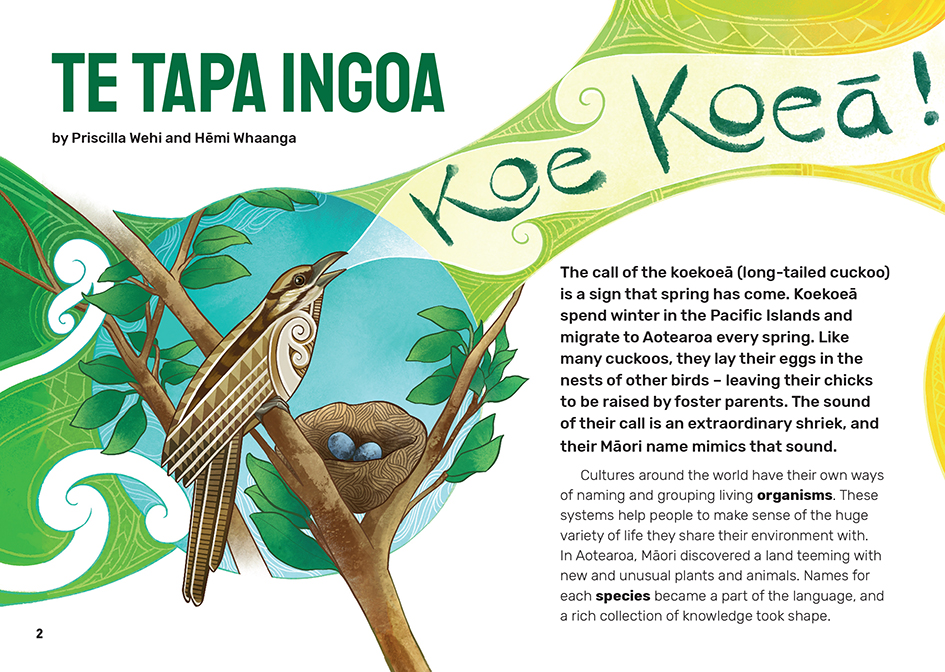 TE TAPA INGOA
by Priscilla Wehi and Hēmi Whaanga
Koe Koeā!
The call of the koekoeā (long-tailed cuckoo)
is a sign that spring has come. Koekoeā
spend winter in the Pacific Islands and
migrate to Aotearoa every spring. Like
many cuckoos, they lay their eggs in the
nests of other birds – leaving their chicks
to be raised by foster parents. The sound
of their call is an extraordinary shriek, and
their Māori name mimics that sound.
Cultures around the world have their own ways
of naming and grouping living organisms. These
systems help people to make sense of the huge
variety of life they share their environment with.
In Aotearoa, Māori discovered a land teeming with
new and unusual plants and animals. Names for
each species became a part of the language, and
a rich collection of knowledge took shape.
2